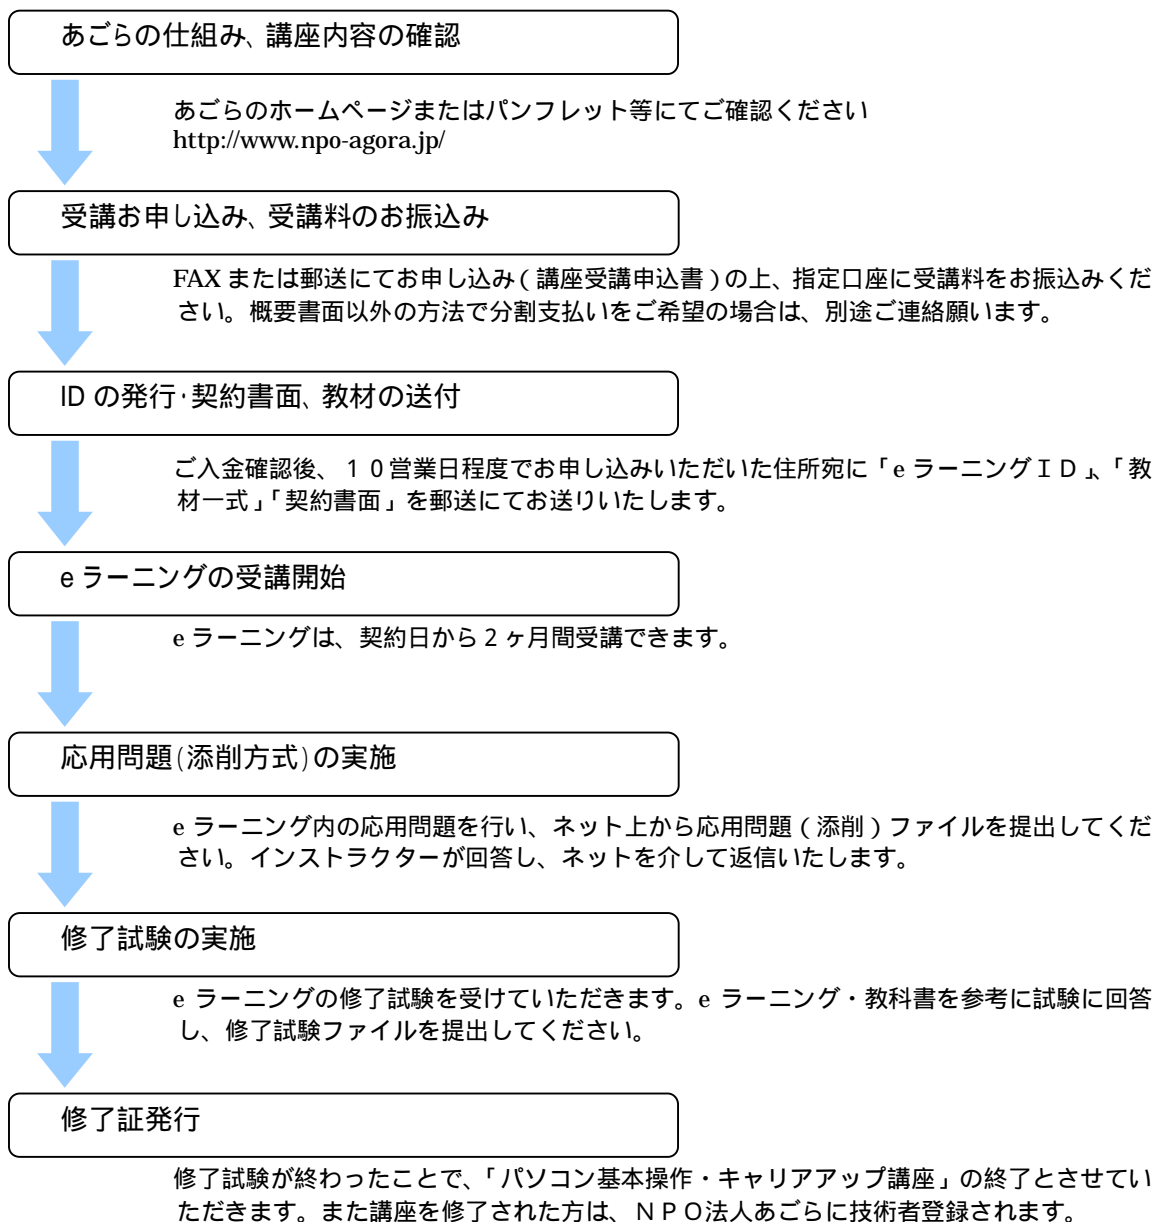 あごらの仕組み、講座内容の確認
あごらのホームページまたはパンフレット等にてご確認ください
http://www.npo-agora.jp/
受講お申し込み、受講料のお振込み
FAX または郵送にてお申し込み（講座受講申込書）の上、指定口座に受講料をお振込みくだ
さい。概要書面以外の方法で分割支払いをご希望の場合は、別途ご連絡願います。
ID の発行・契約書面、教材の送付
ご入金確認後、１０営業日程度でお申し込みいただいた住所宛に「e ラーニングＩＤ」、「教
材一式」「契約書面」を郵送にてお送りいたします。
e ラーニングの受講開始
e ラーニングは、契約日から２ヶ月間受講できます。
応用問題(添削方式)の実施
e ラーニング内の応用問題を行い、ネット上から応用問題（添削）ファイルを提出してくだ
さい。インストラクターが回答し、ネットを介して返信いたします。
修了試験の実施
e ラーニングの修了試験を受けていただきます。e ラーニング・教科書を参考に試験に回答
し、修了試験ファイルを提出してください。
修了証発行
修了試験が終わったことで、「パソコン基本操作・キャリアアップ講座」の終了とさせてい
ただきます。また講座を修了された方は、ＮＰＯ法人あごらに技術者登録されます。